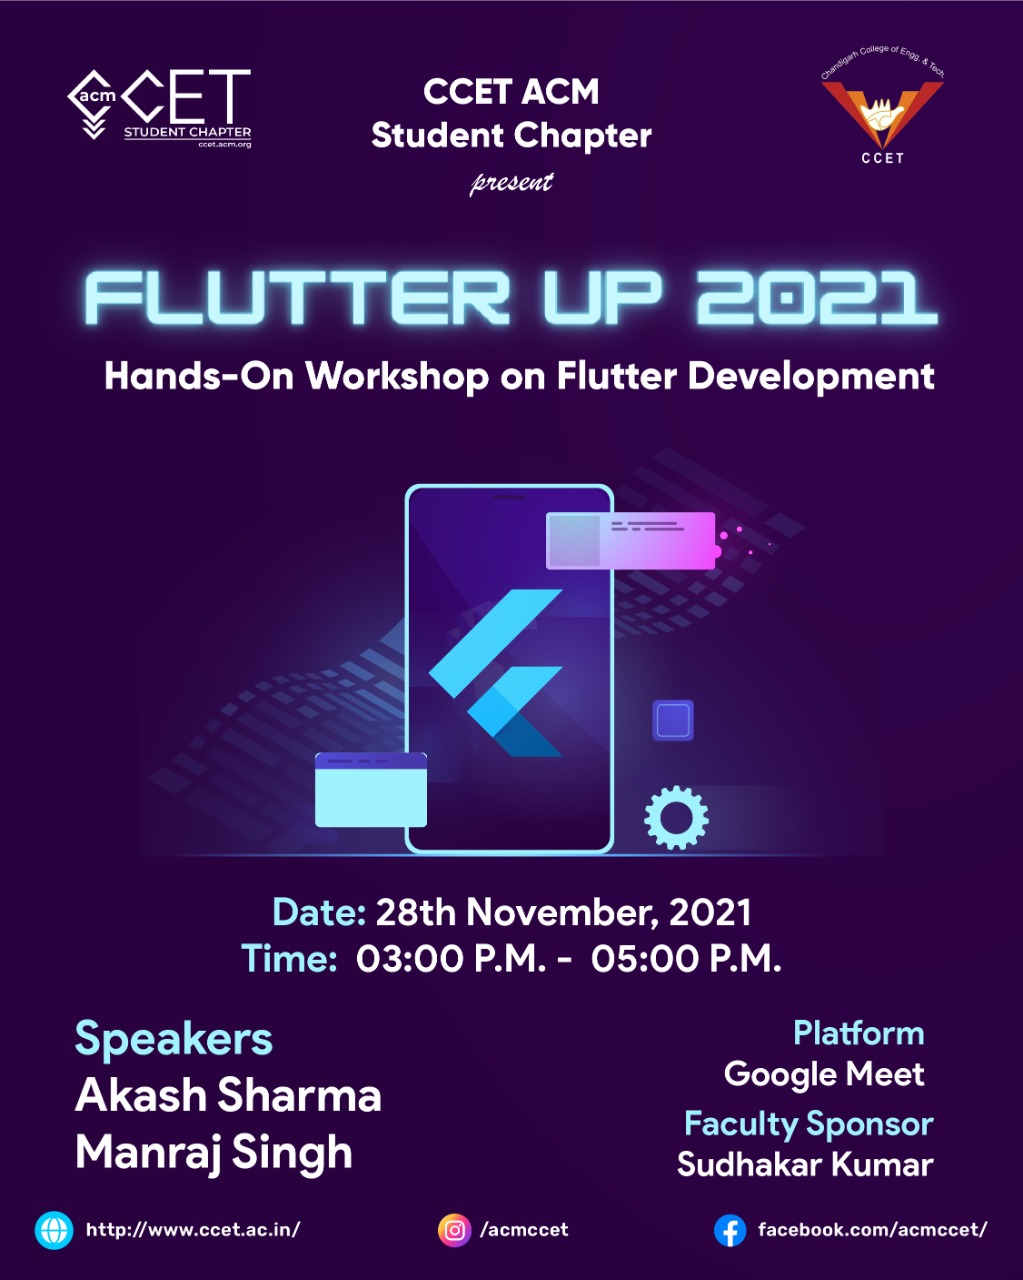 acm CCET
STUDENT CHAPTER
ccet.acm.org
CCET ACM
Student Chapter
present
Chandigarh College of Engg. & Tech.
CCET
FLUTTER UP 2021
Hands-On Workshop on Flutter Development
Date: 28th November, 2021
Time: 03:00 P.M. - 05:00 P.M.
Speakers
Akash Sharma
Manraj Singh
Platform
Google Meet
Faculty Sponsor
Sudhakar Kumar
http://www.ccet.ac.in/
/acmccet
facebook.com/acmccet/